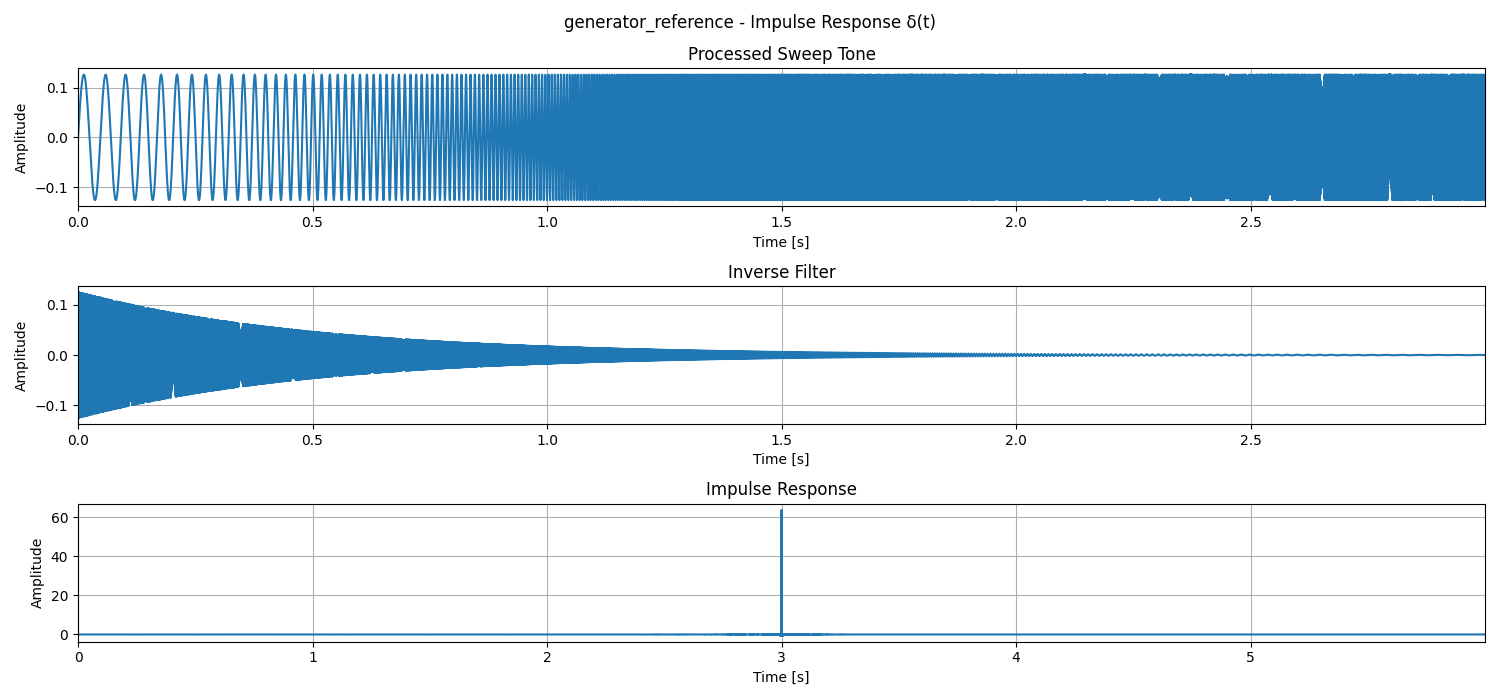 generator_reference - Impulse Response δ(t)
Processed Sweep Tone
Amplitude
0.1
0.0
−0.1
0.0 0.5 1.0 1.5 2.0 2.5
Time [s]
Inverse Filter
Amplitude
0.1
0.0
−0.1
0.0 0.5 1.0 1.5 2.0 2.5
Time [s]
Impulse Response
Amplitude
60
40
20
0
0 1 2 3 4 5
Time [s]